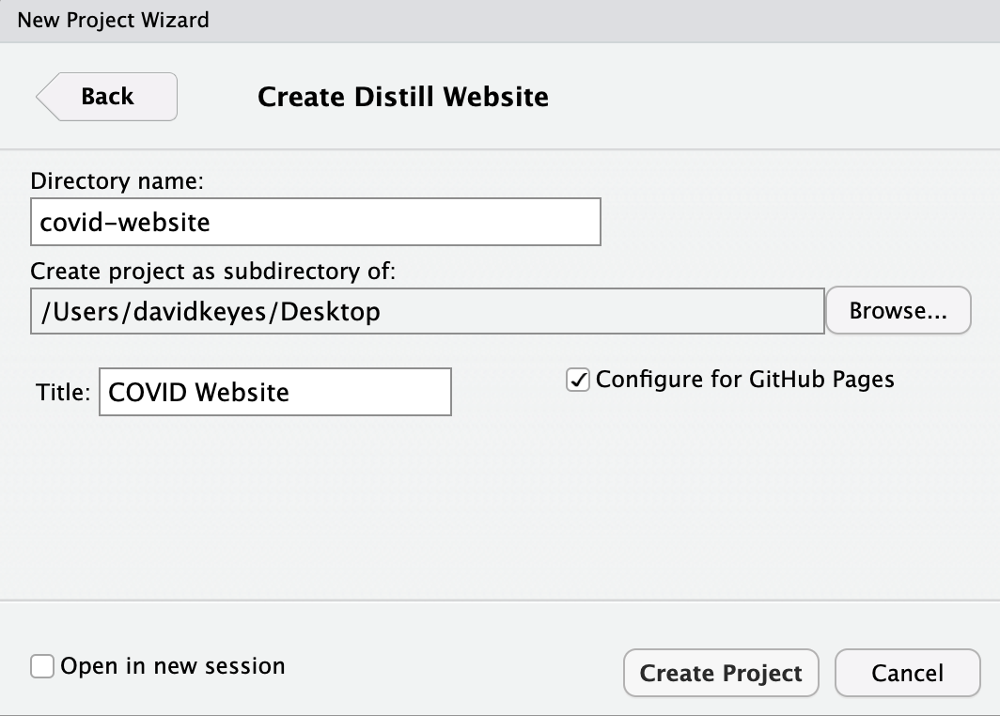 New Project Wizard
Back
Create Distill Website
Directory name:
covid-website
Create project as subdirectory of:
/Users/davidkeyes/Desktop
Browse...
Title:
COVID Website
Configure for GitHub Pages
Open in new session
Create Project
Cancel